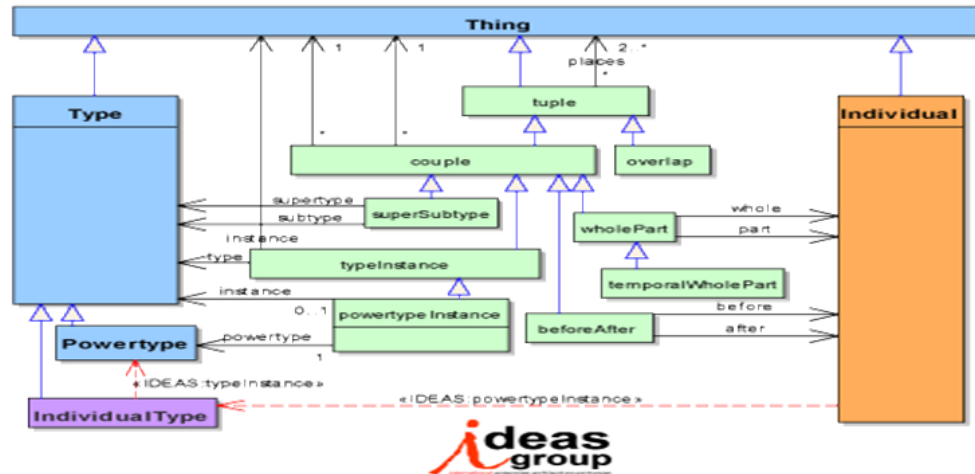 Thing
1
1
2..*
places
*
tuple
Type
Individual
*
*
couple
overlap
supertype
subtype
superSubtype
whole
wholePart
part
instance
type
typeInstance
temporalWholePart
instance
0..1
powertypeInstance
before
beforeAfter
after
Powertype
powertype
1
«IDEAS:typeInstance»
«IDEAS:powertypeInstance»
IndividualType
ideas
group